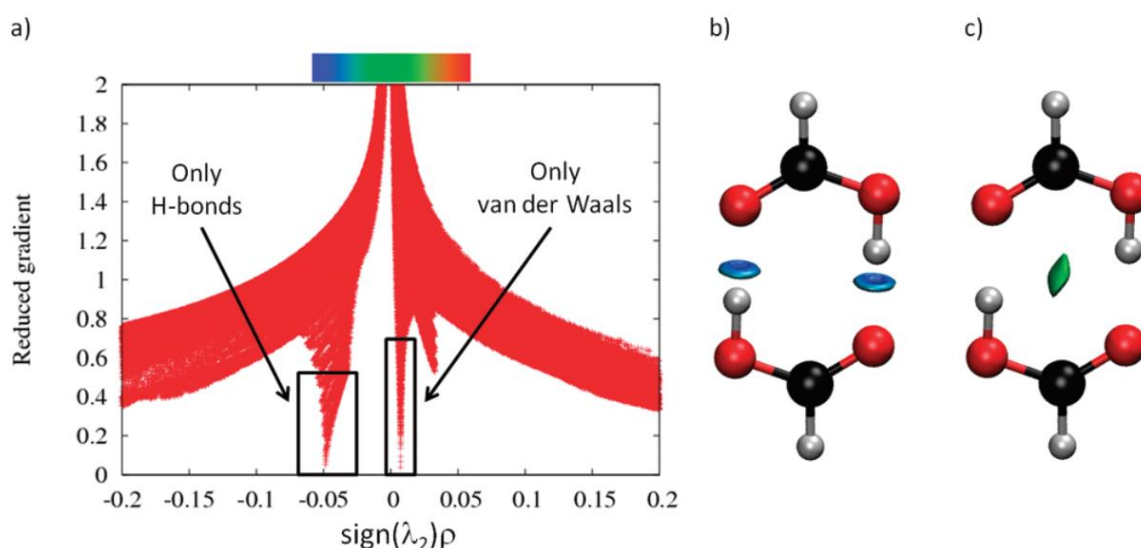 a)
b)
c)
2
1.8
1.6
1.4
1.2
1
0.8
0.6
0.4
0.2
0
Reduced gradient
Only
H-bonds
Only
van der Waals
-0.2 -0.15 -0.1 -0.05 0 0.05 0.1 0.15 0.2
sign(λ₂)ρ